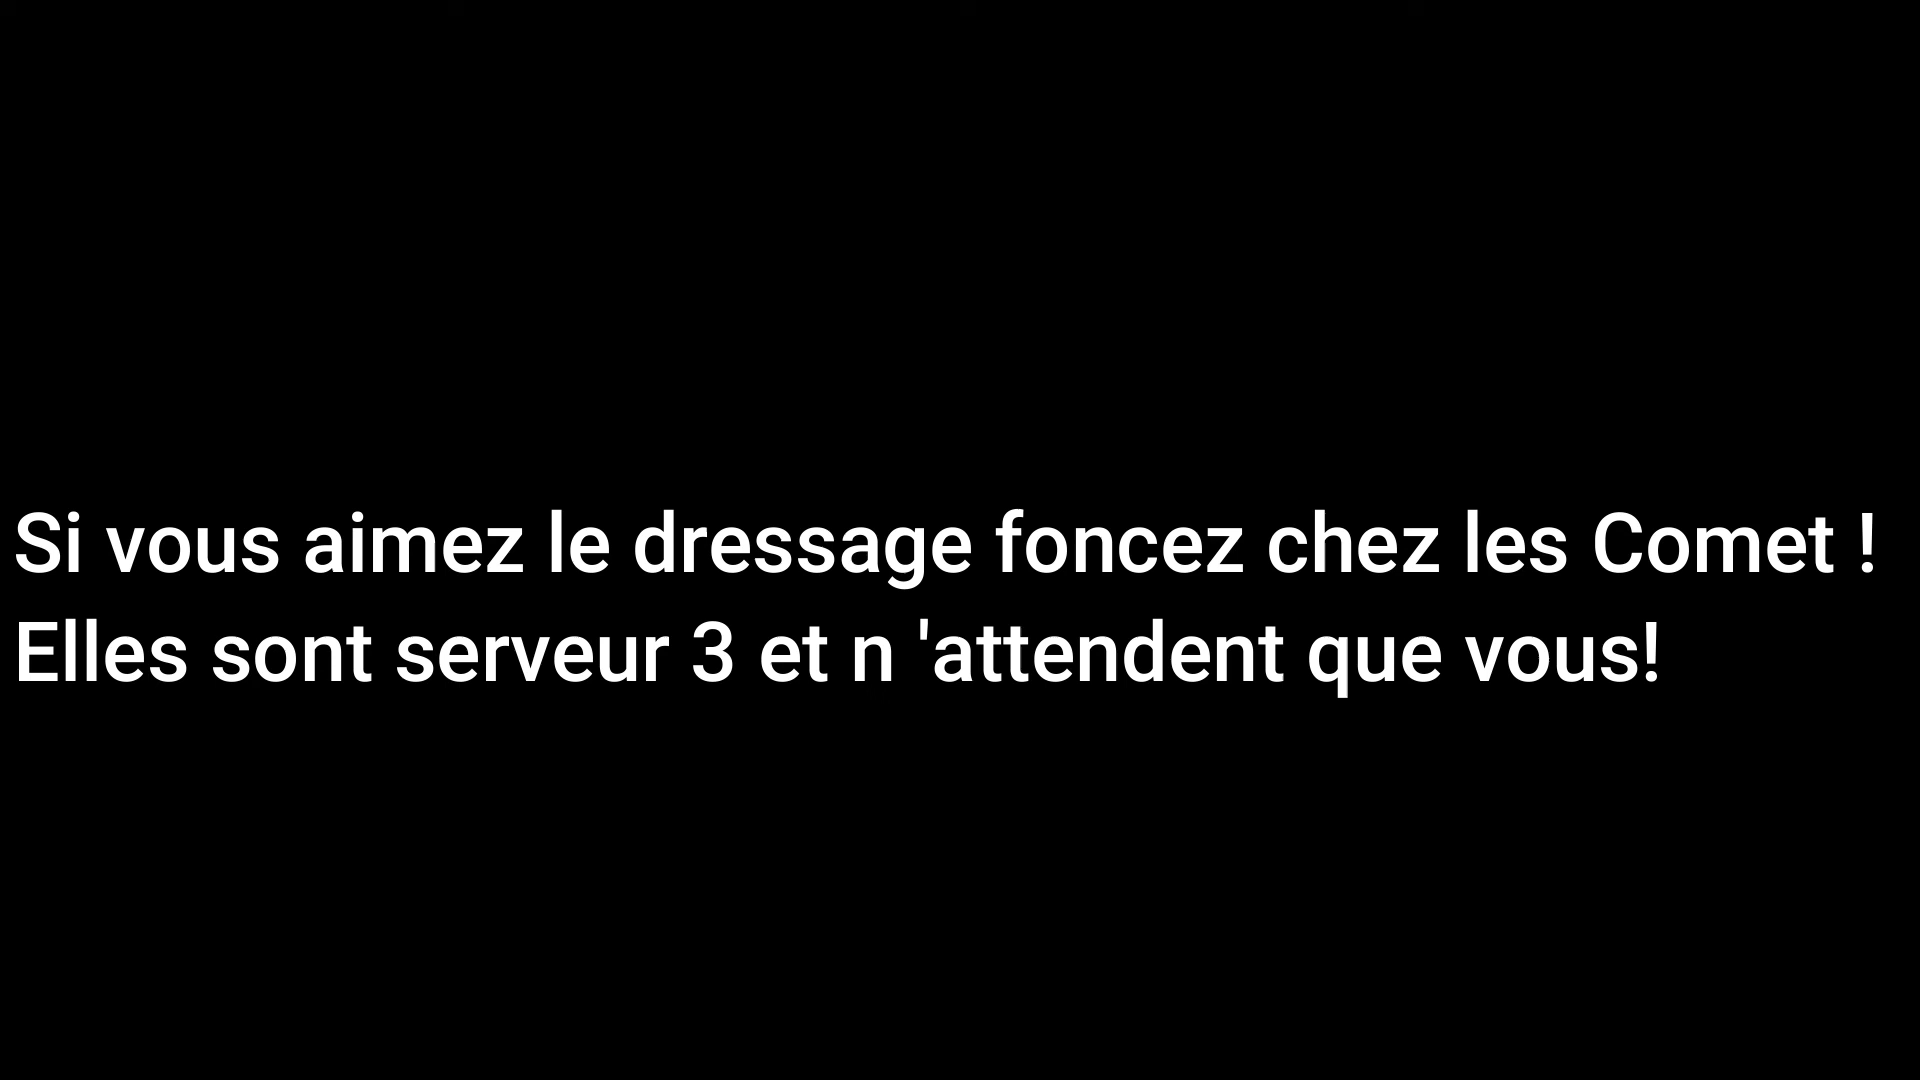 Si vous aimez le dressage foncez chez les Comet !
Elles sont serveur 3 et n 'attendent que vous!